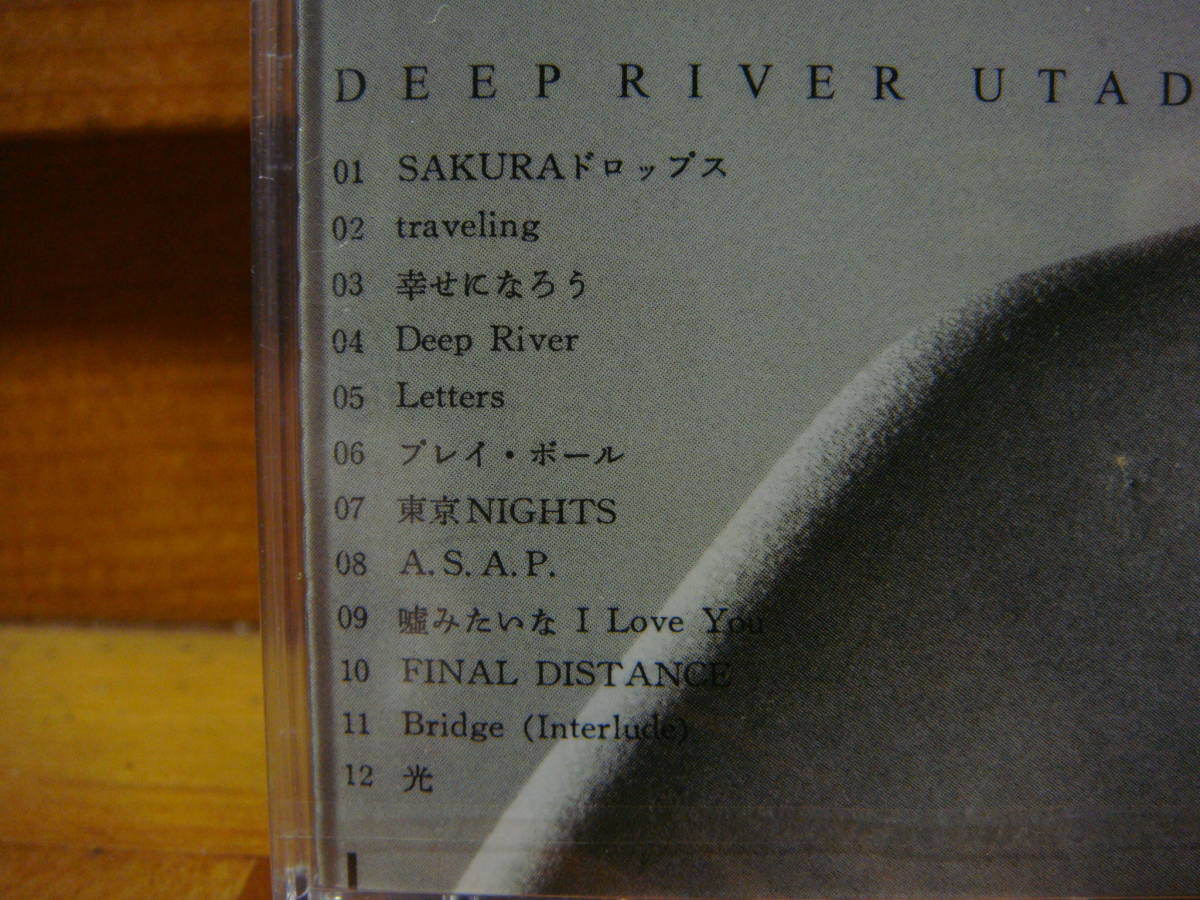 DEEP RIVER UTAD
01 SAKURAドロップス
02 traveling
03 幸せになろう
04 Deep River
05 Letters
06 プレイ・ボール
07 東京NIGHTS
08 A.S.A.P.
09 嘘みたいな I Love You
10 FINAL DISTANCE
11 Bridge (Interlude)
12 光